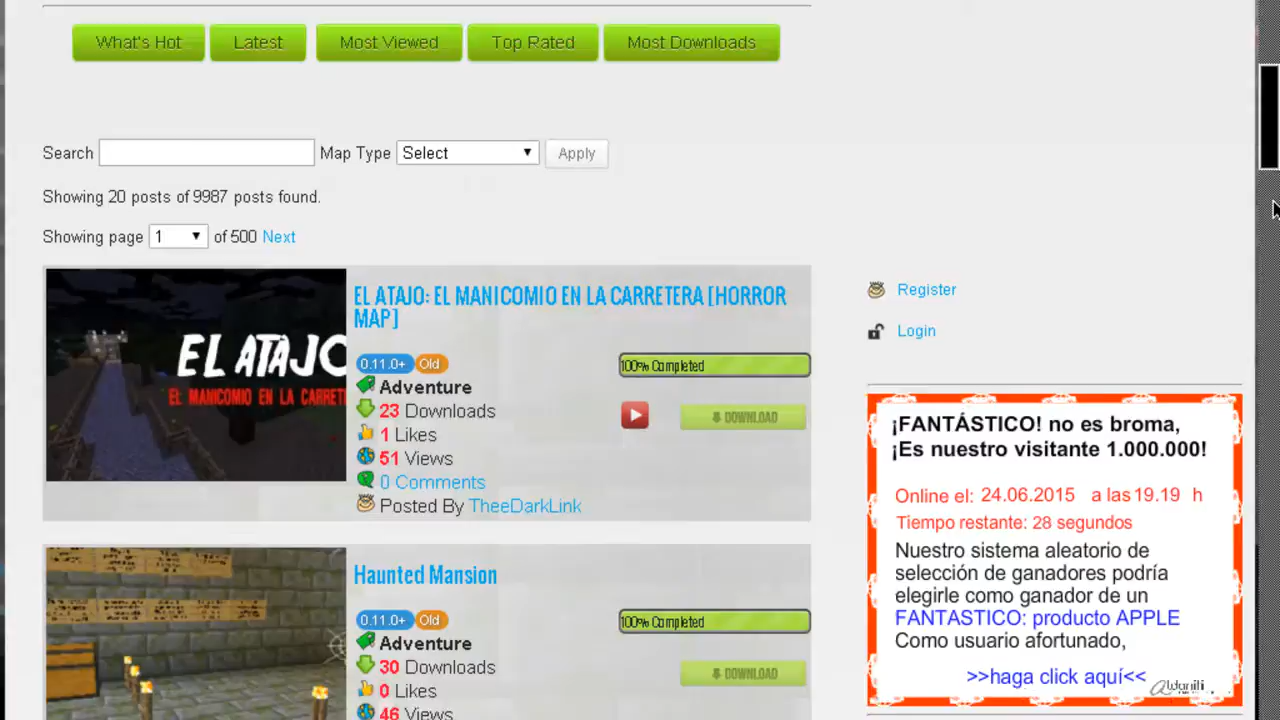 What's Hot Latest Most Viewed Top Rated Most Downloads
Search Map Type Select Apply
Showing 20 posts of 9987 posts found.
Showing page 1 of 500 Next
EL ATAJO
EL MANICOMIO EN LA CARRET
EL ATAJO: EL MANICOMIO EN LA CARRETERA [HORROR
MAP]
0.11.0+ Old
100% Completed
Adventure
23 Downloads
DOWNLOAD
1 Likes
51 Views
0 Comments
Posted By TheeDarkLink
Haunted Mansion
0.11.0+ Old
100% Completed
Adventure
30 Downloads
DOWNLOAD
0 Likes
46 Views
Register
Login
¡FANTÁSTICO! no es broma,
¡Es nuestro visitante 1.000.000!
Online el: 24.06.2015 a las 19.19 h
Tiempo restante: 28 segundos
Nuestro sistema aleatorio de
selección de ganadores podría
elegirle como ganador de un
FANTASTICO: producto APPLE
Como usuario afortunado,
>>haga click aquí<<